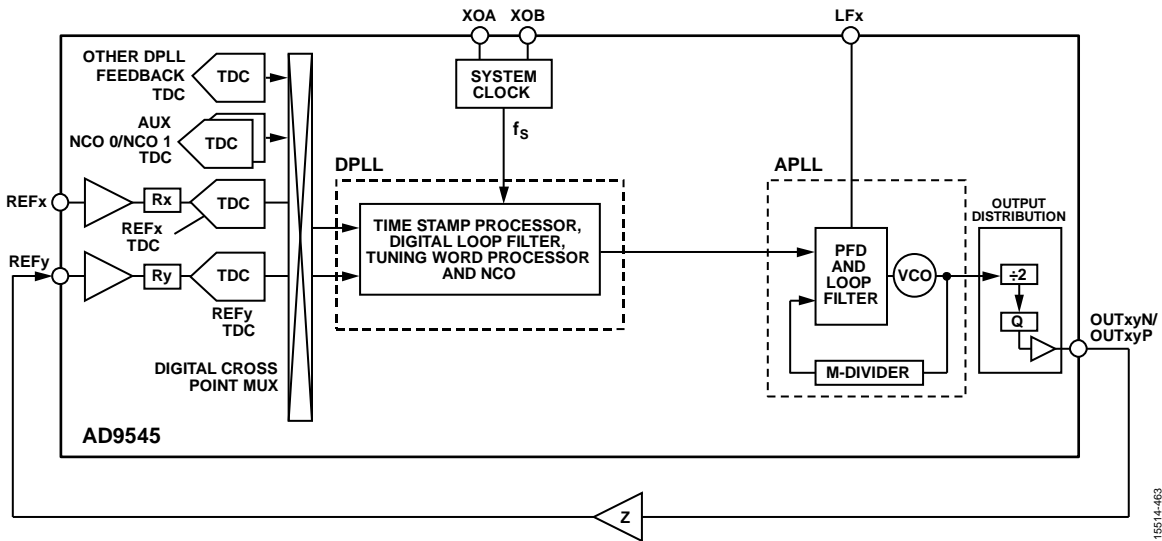 XOA
XOB
LFx
OTHER DPLL
FEEDBACK
TDC
TDC
SYSTEM
CLOCK
AUX
NCO 0/NCO 1
TDC
TDC
fS
DPLL
APLL
REFx
Rx
TDC
REFx
TDC
TIME STAMP PROCESSOR,
DIGITAL LOOP FILTER,
TUNING WORD PROCESSOR
AND NCO
PFD
AND
LOOP
FILTER
VCO
OUTPUT
DISTRIBUTION
÷2
Q
REFy
Ry
TDC
REFy
TDC
OUTxyN/
OUTxyP
M-DIVIDER
DIGITAL CROSS
POINT MUX
AD9545
Z
15514-463